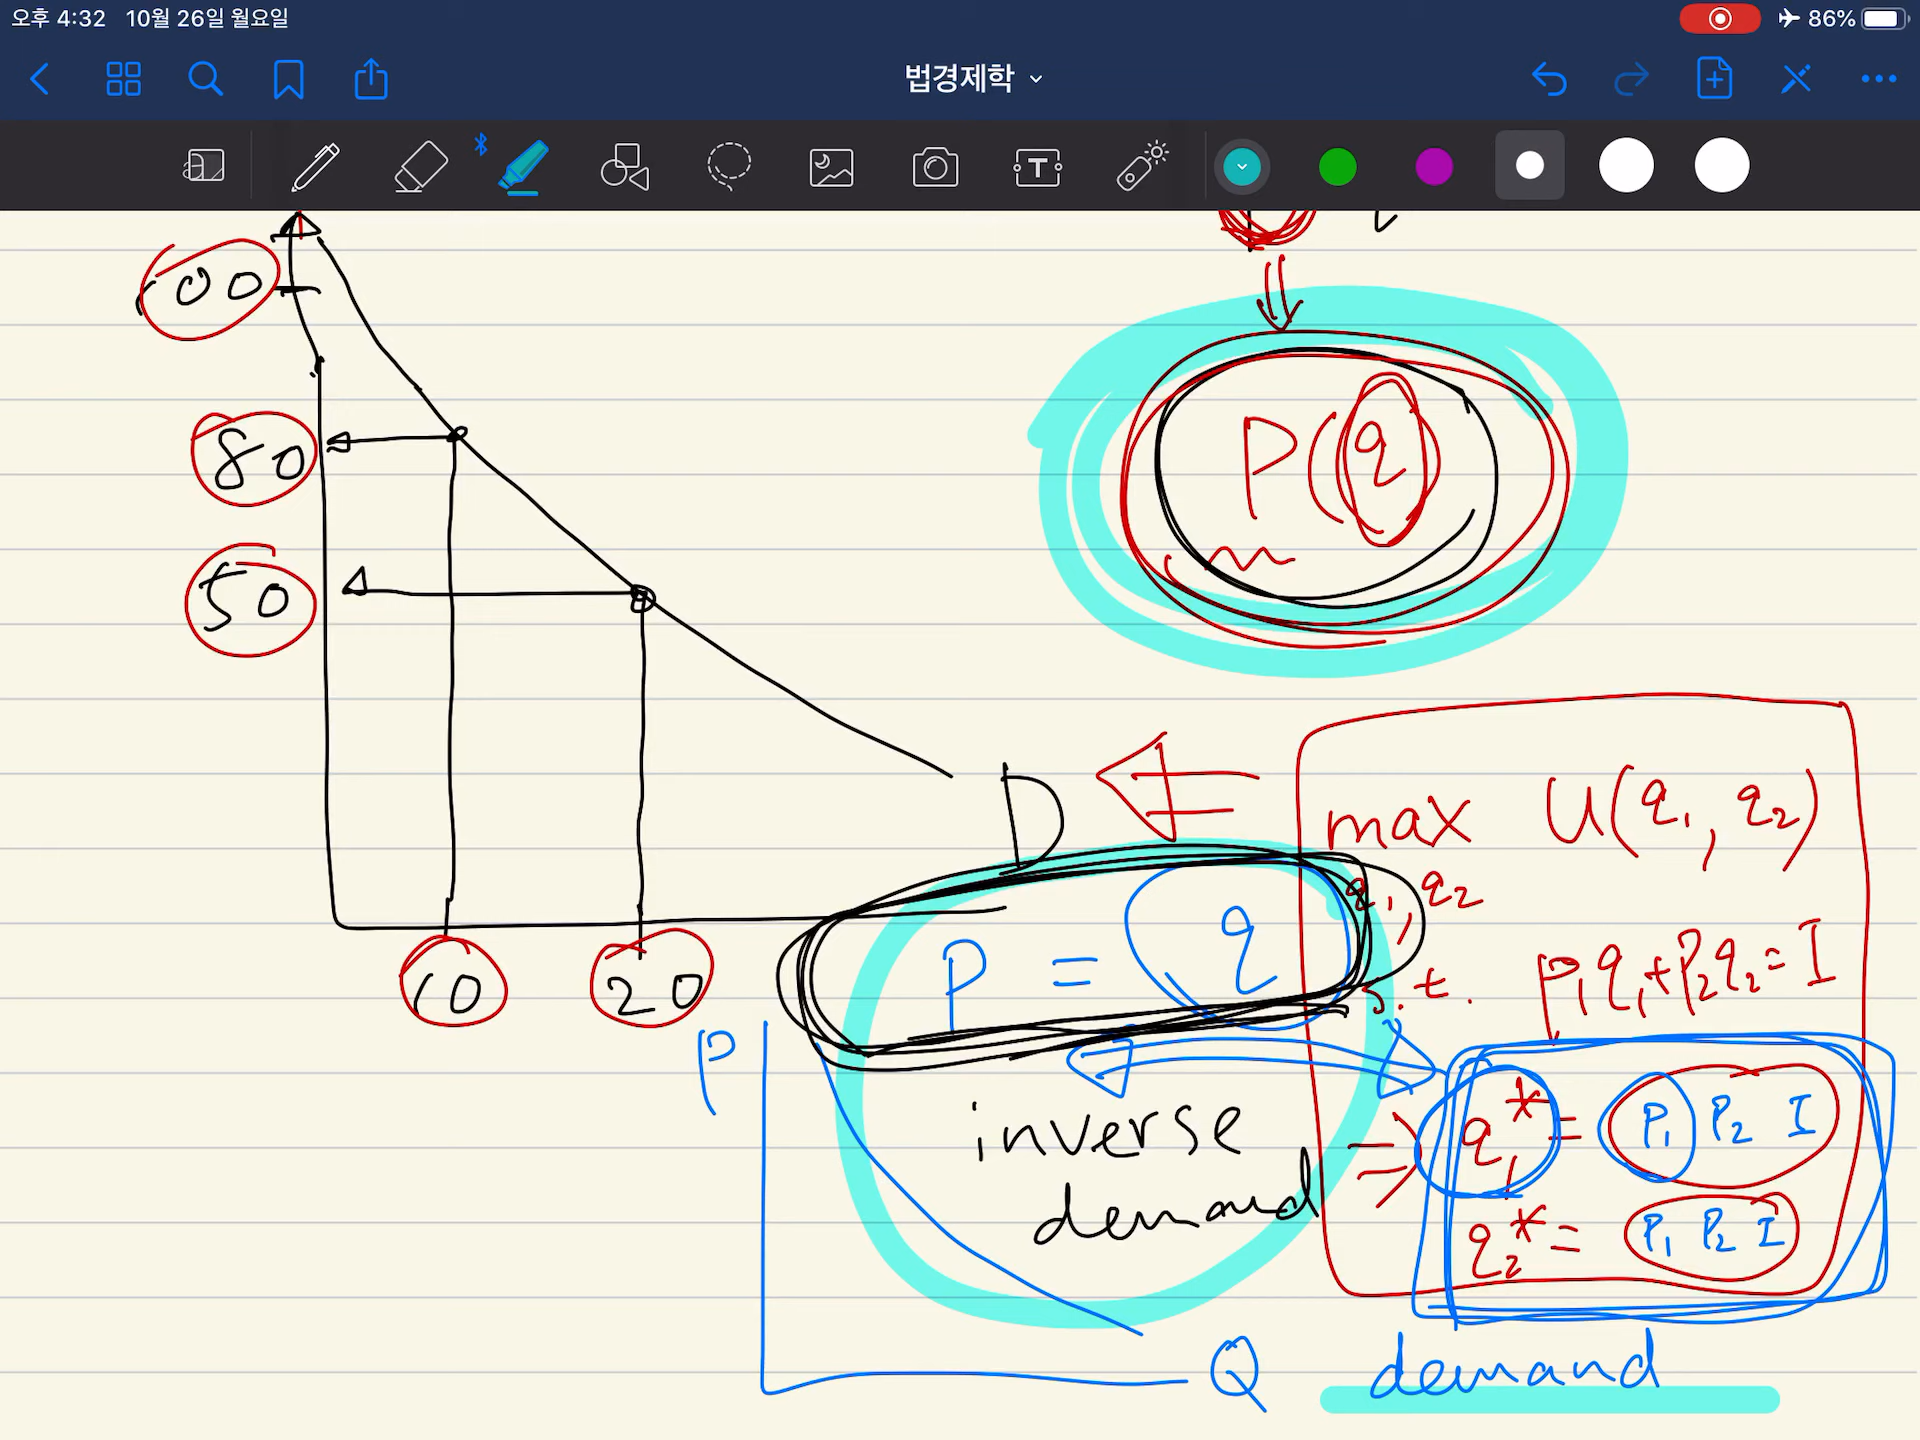 오후 4:32 10월 26일 월요일
86%
법경제학
a
T
00
80
50
P(q)
D
10
20
max U(q₁, q₂)
q₁, q₂
s.t. P₁q₁+P₂q₂=I
⇒ q₁*= P₁ P₂ I
q₂*= P₁ P₂ I
demand
P = q
inverse
demand
P
Q